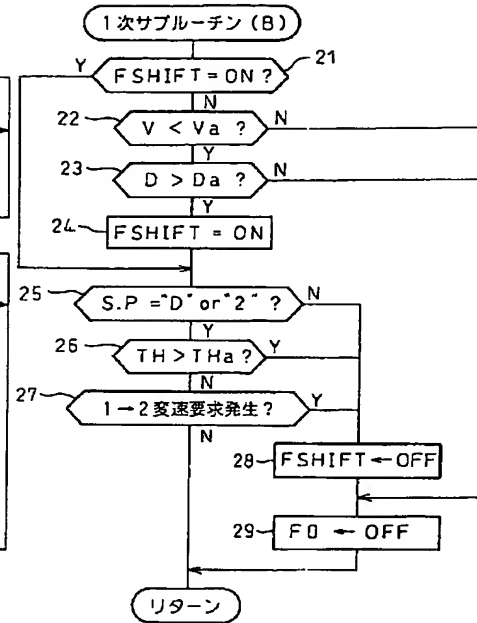 1次サブルーチン(B)
21
Y
FSHIFT=ON?
N
22
V < Va ?
N
Y
23
D > Da ?
N
Y
24
FSHIFT = ON
25
S.P="D"or"2" ?
N
Y
26
TH>THa?
Y
N
27
1→2変速要求発生?
Y
N
28
FSHIFT←OFF
29
F0 ← OFF
リターン